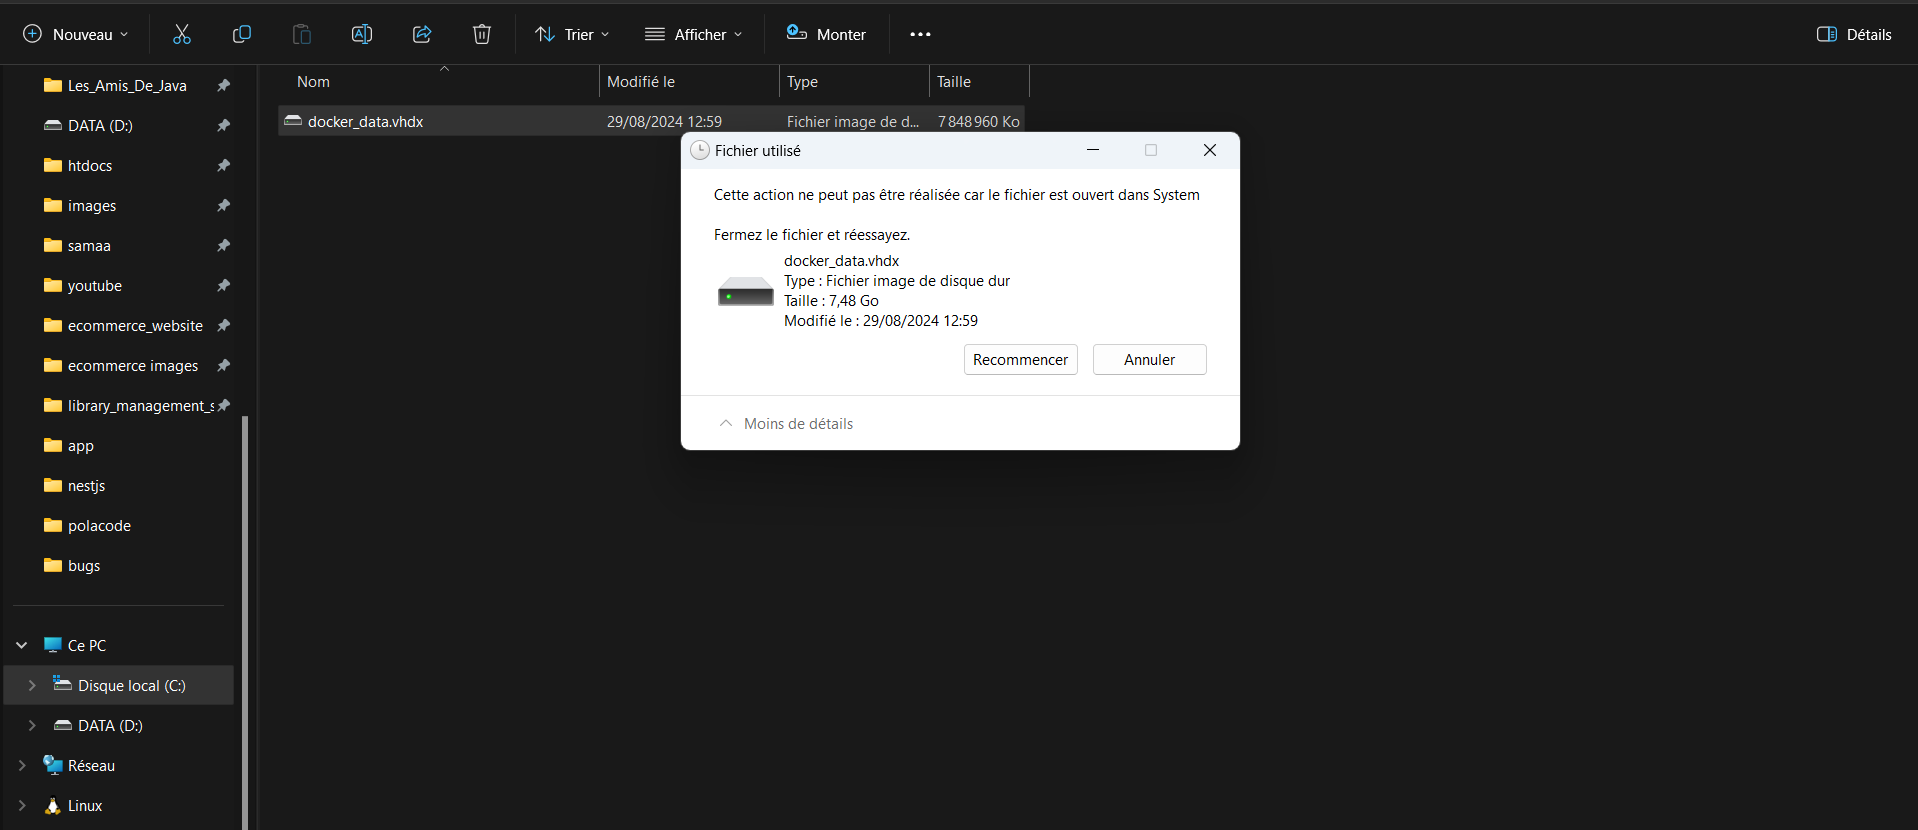 Nouveau
Trier
Afficher
Monter
Détails
Nom
Modifié le
Type
Taille
docker_data.vhdx
29/08/2024 12:59
Fichier image de d...
7 848 960 Ko
Les_Amis_De_Java
DATA (D:)
htdocs
images
samaa
youtube
ecommerce_website
ecommerce images
library_management_s
app
nestjs
polacode
bugs
Ce PC
Disque local (C:)
DATA (D:)
Réseau
Linux
Fichier utilisé
Cette action ne peut pas être réalisée car le fichier est ouvert dans System
Fermez le fichier et réessayez.
docker_data.vhdx
Type : Fichier image de disque dur
Taille : 7,48 Go
Modifié le : 29/08/2024 12:59
Recommencer
Annuler
Moins de détails